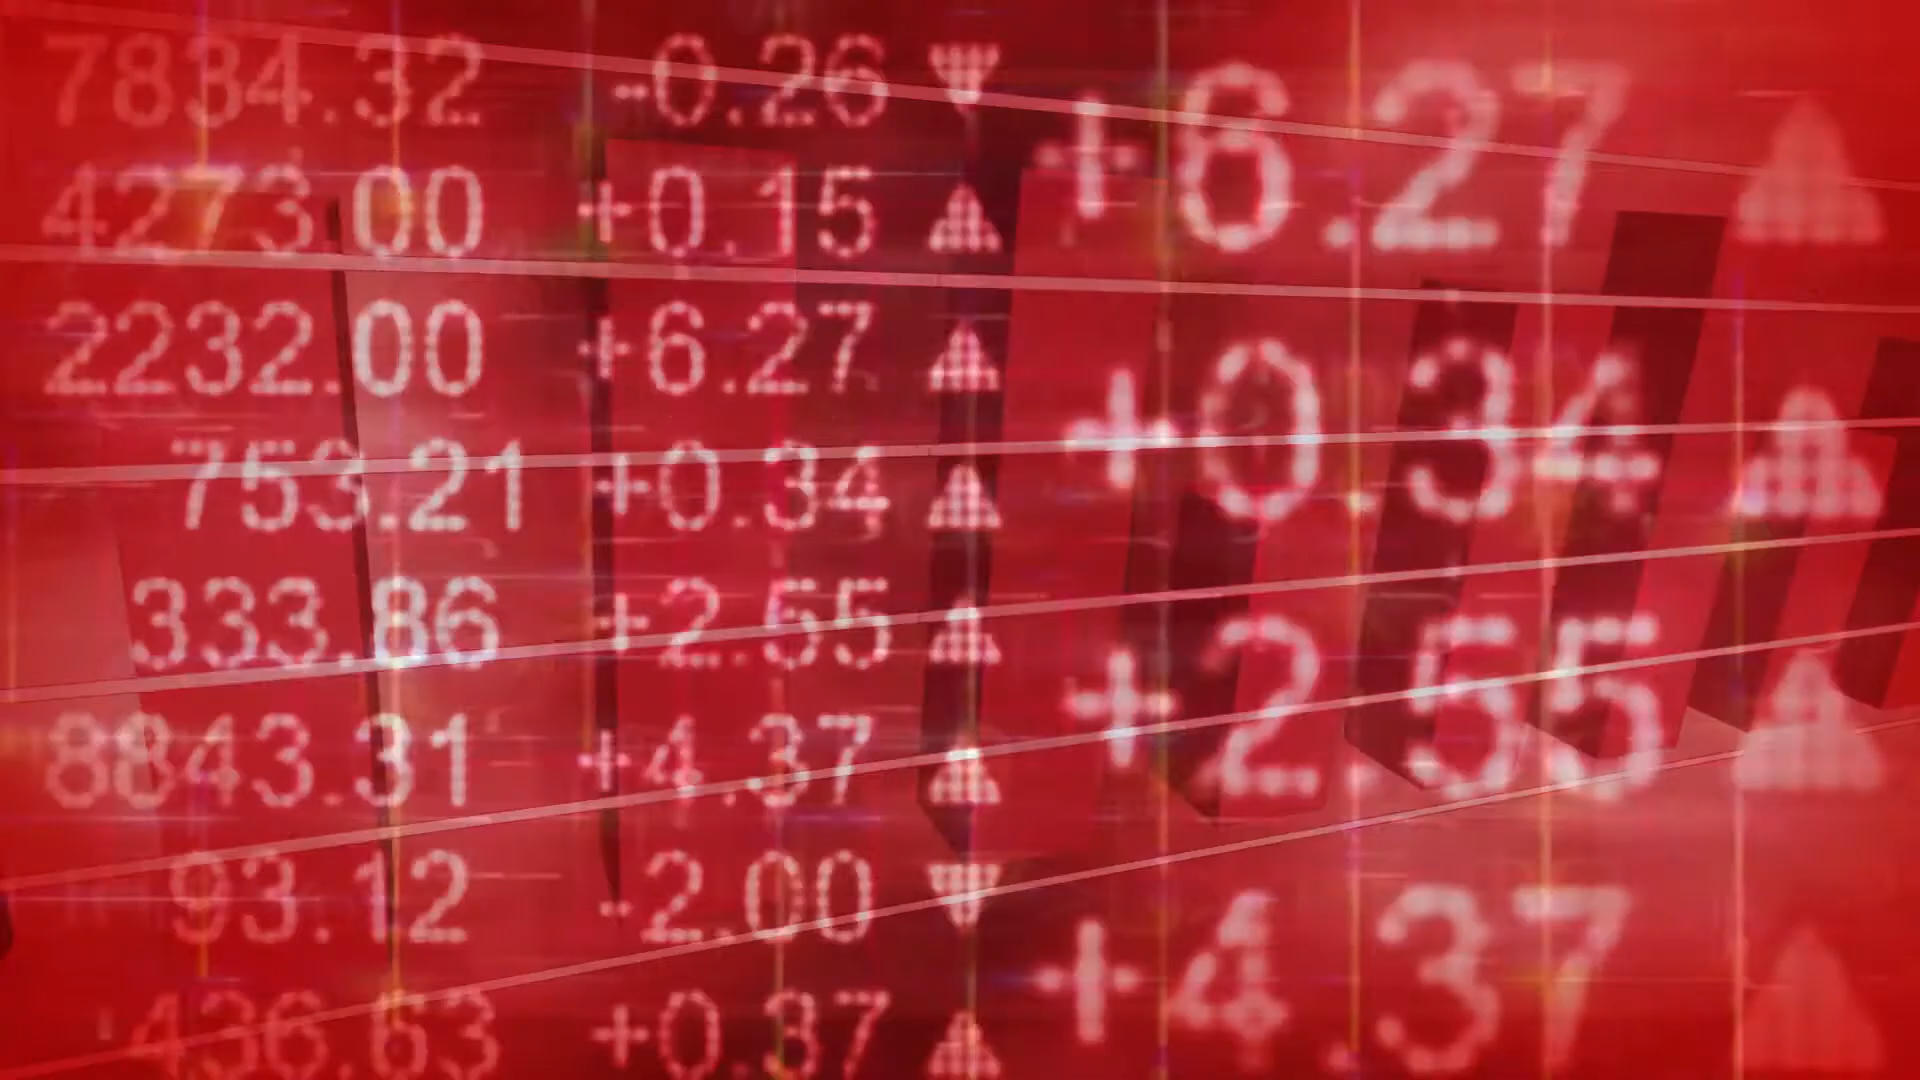 7834.32 -0.26 ▼
4273.00 +0.15 ▲
2232.00 +6.27 ▲
753.21 +0.34 ▲
333.86 +2.55 ▲
8843.31 +4.37 ▲
93.12 -2.00 ▼
436.63 +0.37 ▲
+6.27 ▲
+0.34 ▲
+2.55 ▲
+4.37 ▲